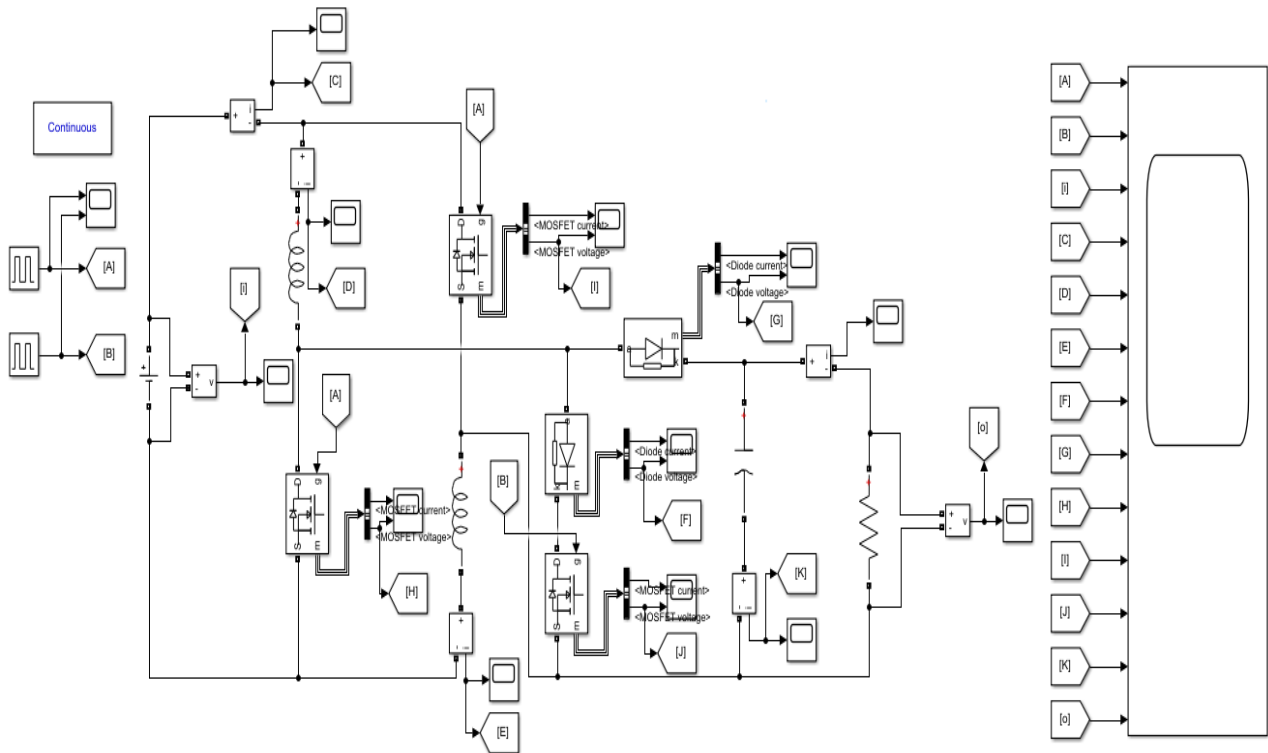 [C]
[A]
[A]
Continuous
i
+
-
[B]
+
-
[i]
D
g
<MOSFET current>
[A]
[i]
[D]
<MOSFET voltage>
S
m
[I]
<Diode current>
<Diode voltage>
[C]
[G]
m
a
k
i
+
-
[D]
[B]
+
+
-
v
[A]
[E]
a
<Diode current>
[F]
[o]
k
m
<Diode voltage>
[G]
D
g
[B]
<MOSFET current>
[F]
[H]
+
-
v
S
m
<MOSFET voltage>
D
g
[I]
[H]
<MOSFET current>
+
-
[K]
[J]
+
-
S
m
<MOSFET voltage>
[K]
[J]
[E]
[o]